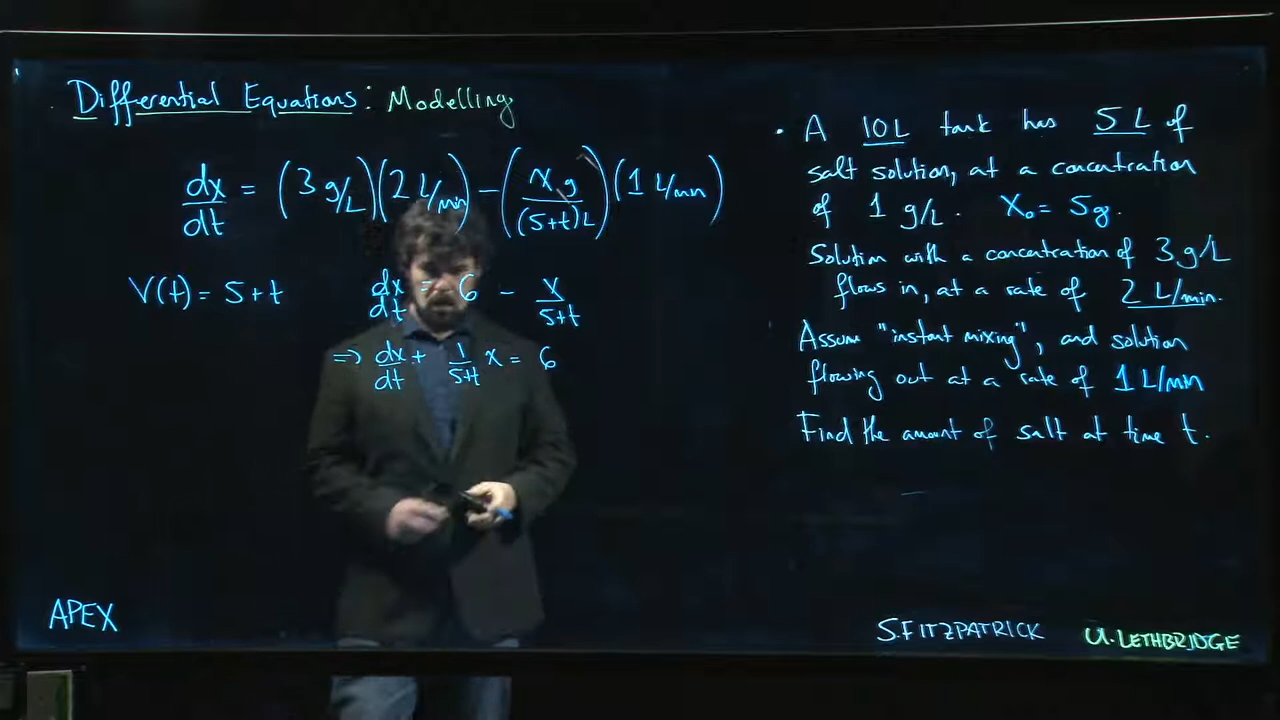 Differential Equations: Modelling
dx/dt = (3 g/L)(2 L/min) − (x g/(5+t) L)(1 L/min)
V(t) = 5+t
dx/dt = 6 − x/5+t
⇒ dx/dt + 1/5+t x = 6
• A 10L tank has 5 L of
salt solution, at a concentration
of 1 g/L. X₀ = 5g.
Solution with a concentration of 3 g/L
flows in, at a rate of 2 L/min.
Assume "instant mixing", and solution
flowing out at a rate of 1 L/min
Find the amount of salt at time t.
APEX
S.FITZPATRICK
U.LETHBRIDGE